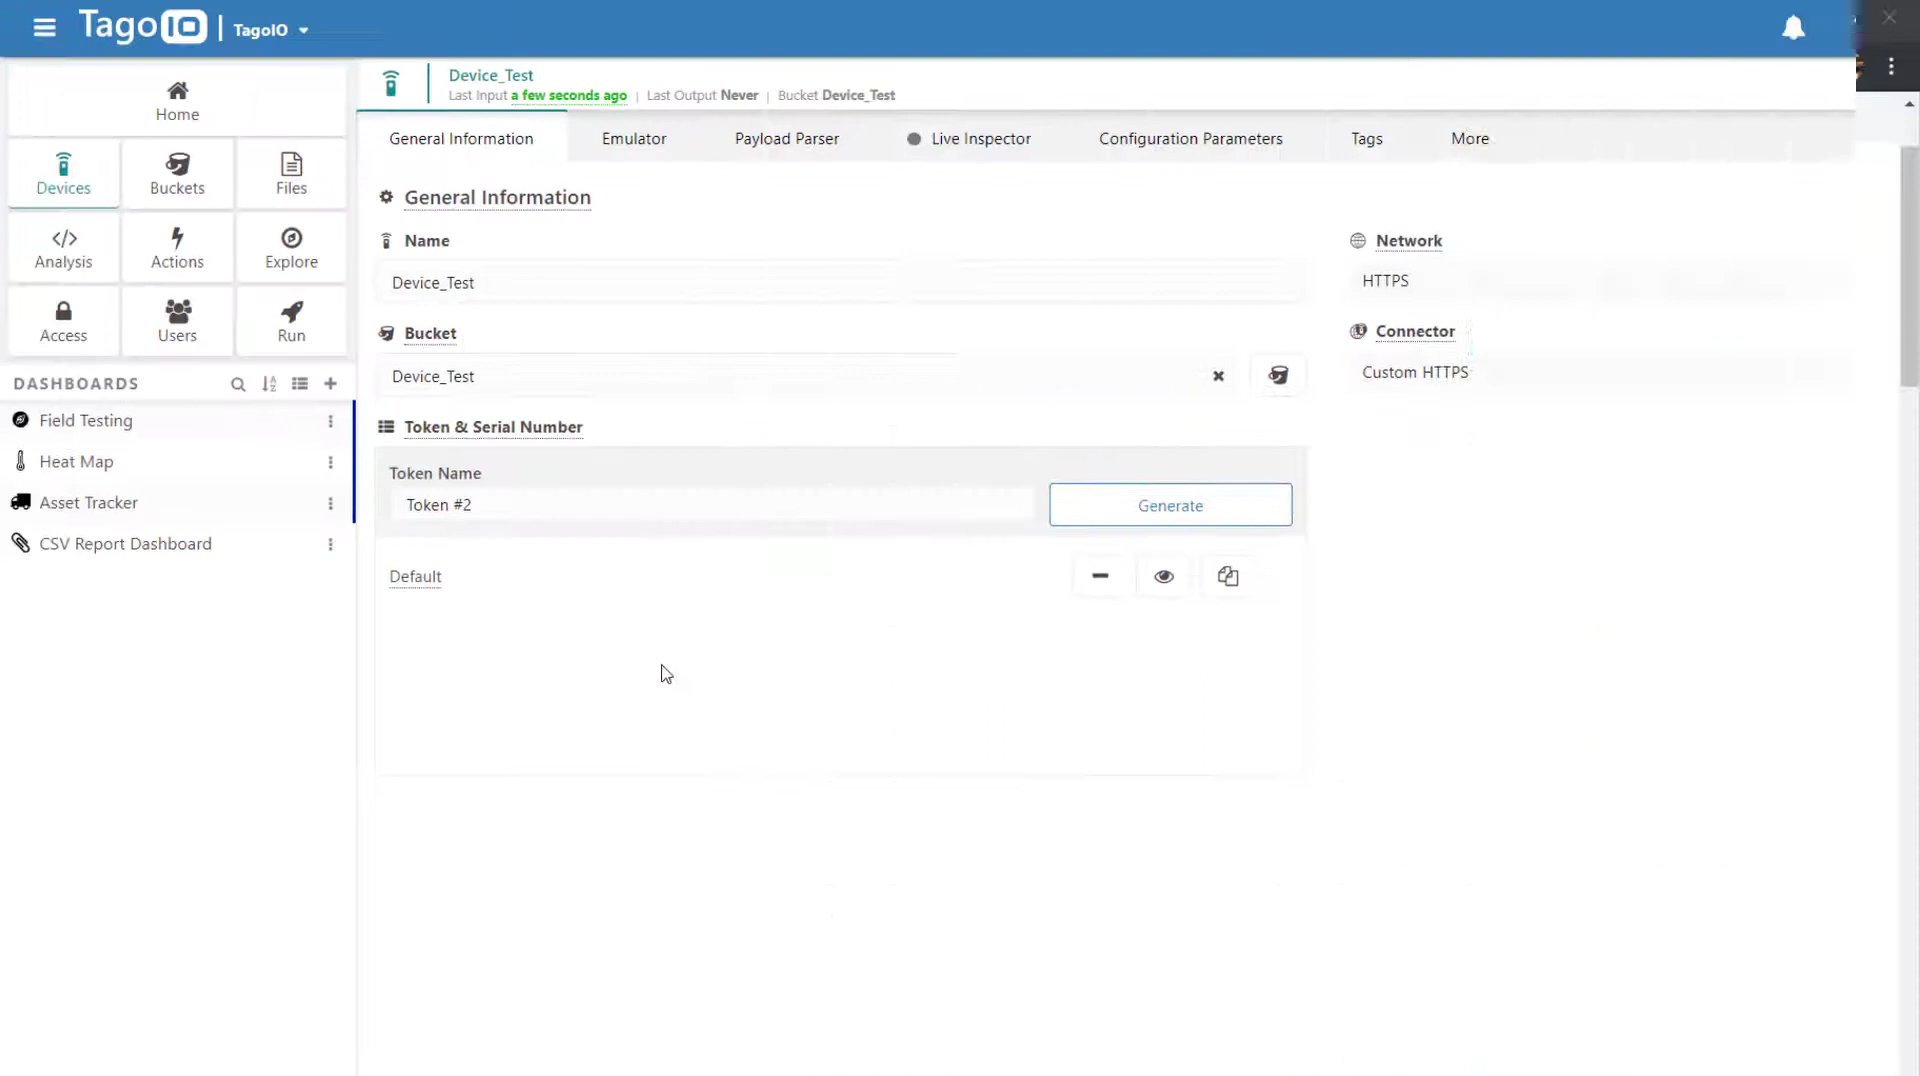 TagoIO | TagoIO
Home
Devices
Buckets
Files
Analysis
Actions
Explore
Access
Users
Run
DASHBOARDS
Field Testing
Heat Map
Asset Tracker
CSV Report Dashboard
Device_Test
Last Input a few seconds ago | Last Output Never | Bucket Device_Test
General Information
Emulator
Payload Parser
Live Inspector
Configuration Parameters
Tags
More
General Information
Name
Device_Test
Bucket
Device_Test
Token & Serial Number
Token Name
Token #2
Generate
Default
Network
HTTPS
Connector
Custom HTTPS